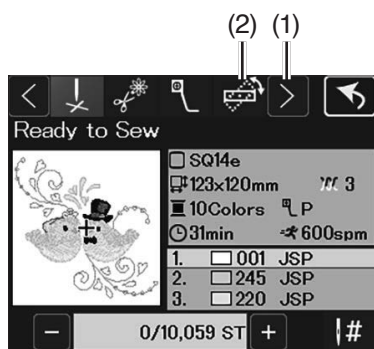 (2) (1)
Ready to Sew
SQ14e
123x120mm 3
10Colors P
31min 600spm
1. 001 JSP
2. 245 JSP
3. 220 JSP
− 0/10,059 ST + #